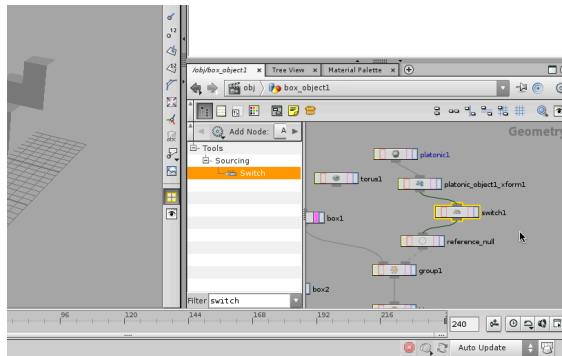 12
/obj/box_object1 × Tree View × Material Palette ×
obj box_object1
Add Node: A
Geometry
Tools
Sourcing
Switch
platonic1
torus1
platonic_object1_xform1
switch1
box1
reference_null
group1
box2
Filter switch
96 120 144 168 192 216
240
Auto Update